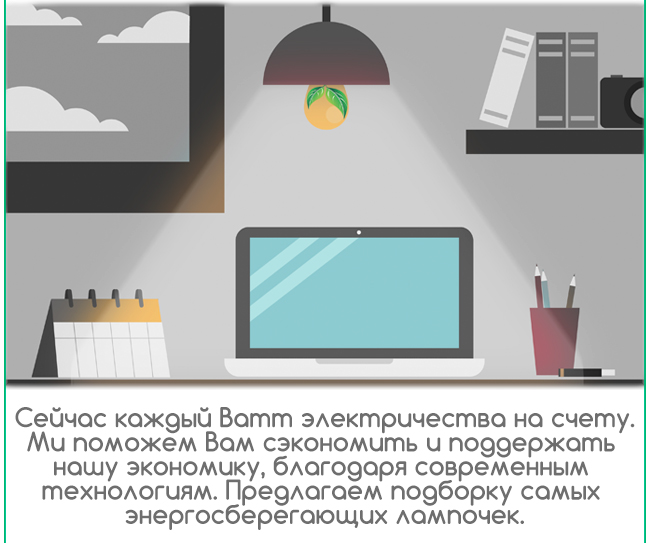 Сейчас каждый Ватт электричества на счету.
Ми поможем Вам сэкономить и поддержать
нашу экономику, благодаря современным
технологиям. Предлагаем подборку самых
энергосберегающих лампочек.